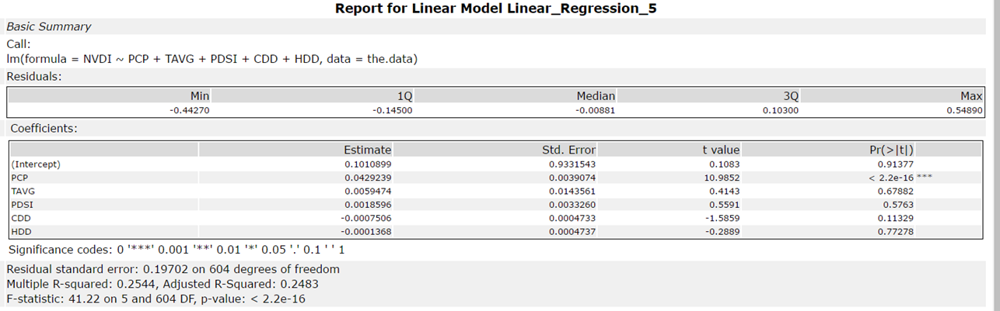 Report for Linear Model Linear_Regression_5
Basic Summary
Call:
lm(formula = NVDI ~ PCP + TAVG + PDSI + CDD + HDD, data = the.data)
Residuals:
Min 1Q Median 3Q Max
-0.44270 -0.14500 -0.00881 0.10300 0.54890
Coefficients:
Estimate Std. Error t value Pr(>|t|)
(Intercept) 0.1010899 0.9331543 0.1083 0.91377
PCP 0.0429239 0.0039074 10.9852 < 2.2e-16 ***
TAVG 0.0059474 0.0143561 0.4143 0.67882
PDSI 0.0018596 0.0033260 0.5591 0.5763
CDD -0.0007506 0.0004733 -1.5859 0.11329
HDD -0.0001368 0.0004737 -0.2889 0.77278
Significance codes: 0 '***' 0.001 '**' 0.01 '*' 0.05 '.' 0.1 ' ' 1
Residual standard error: 0.19702 on 604 degrees of freedom
Multiple R-squared: 0.2544, Adjusted R-Squared: 0.2483
F-statistic: 41.22 on 5 and 604 DF, p-value: < 2.2e-16